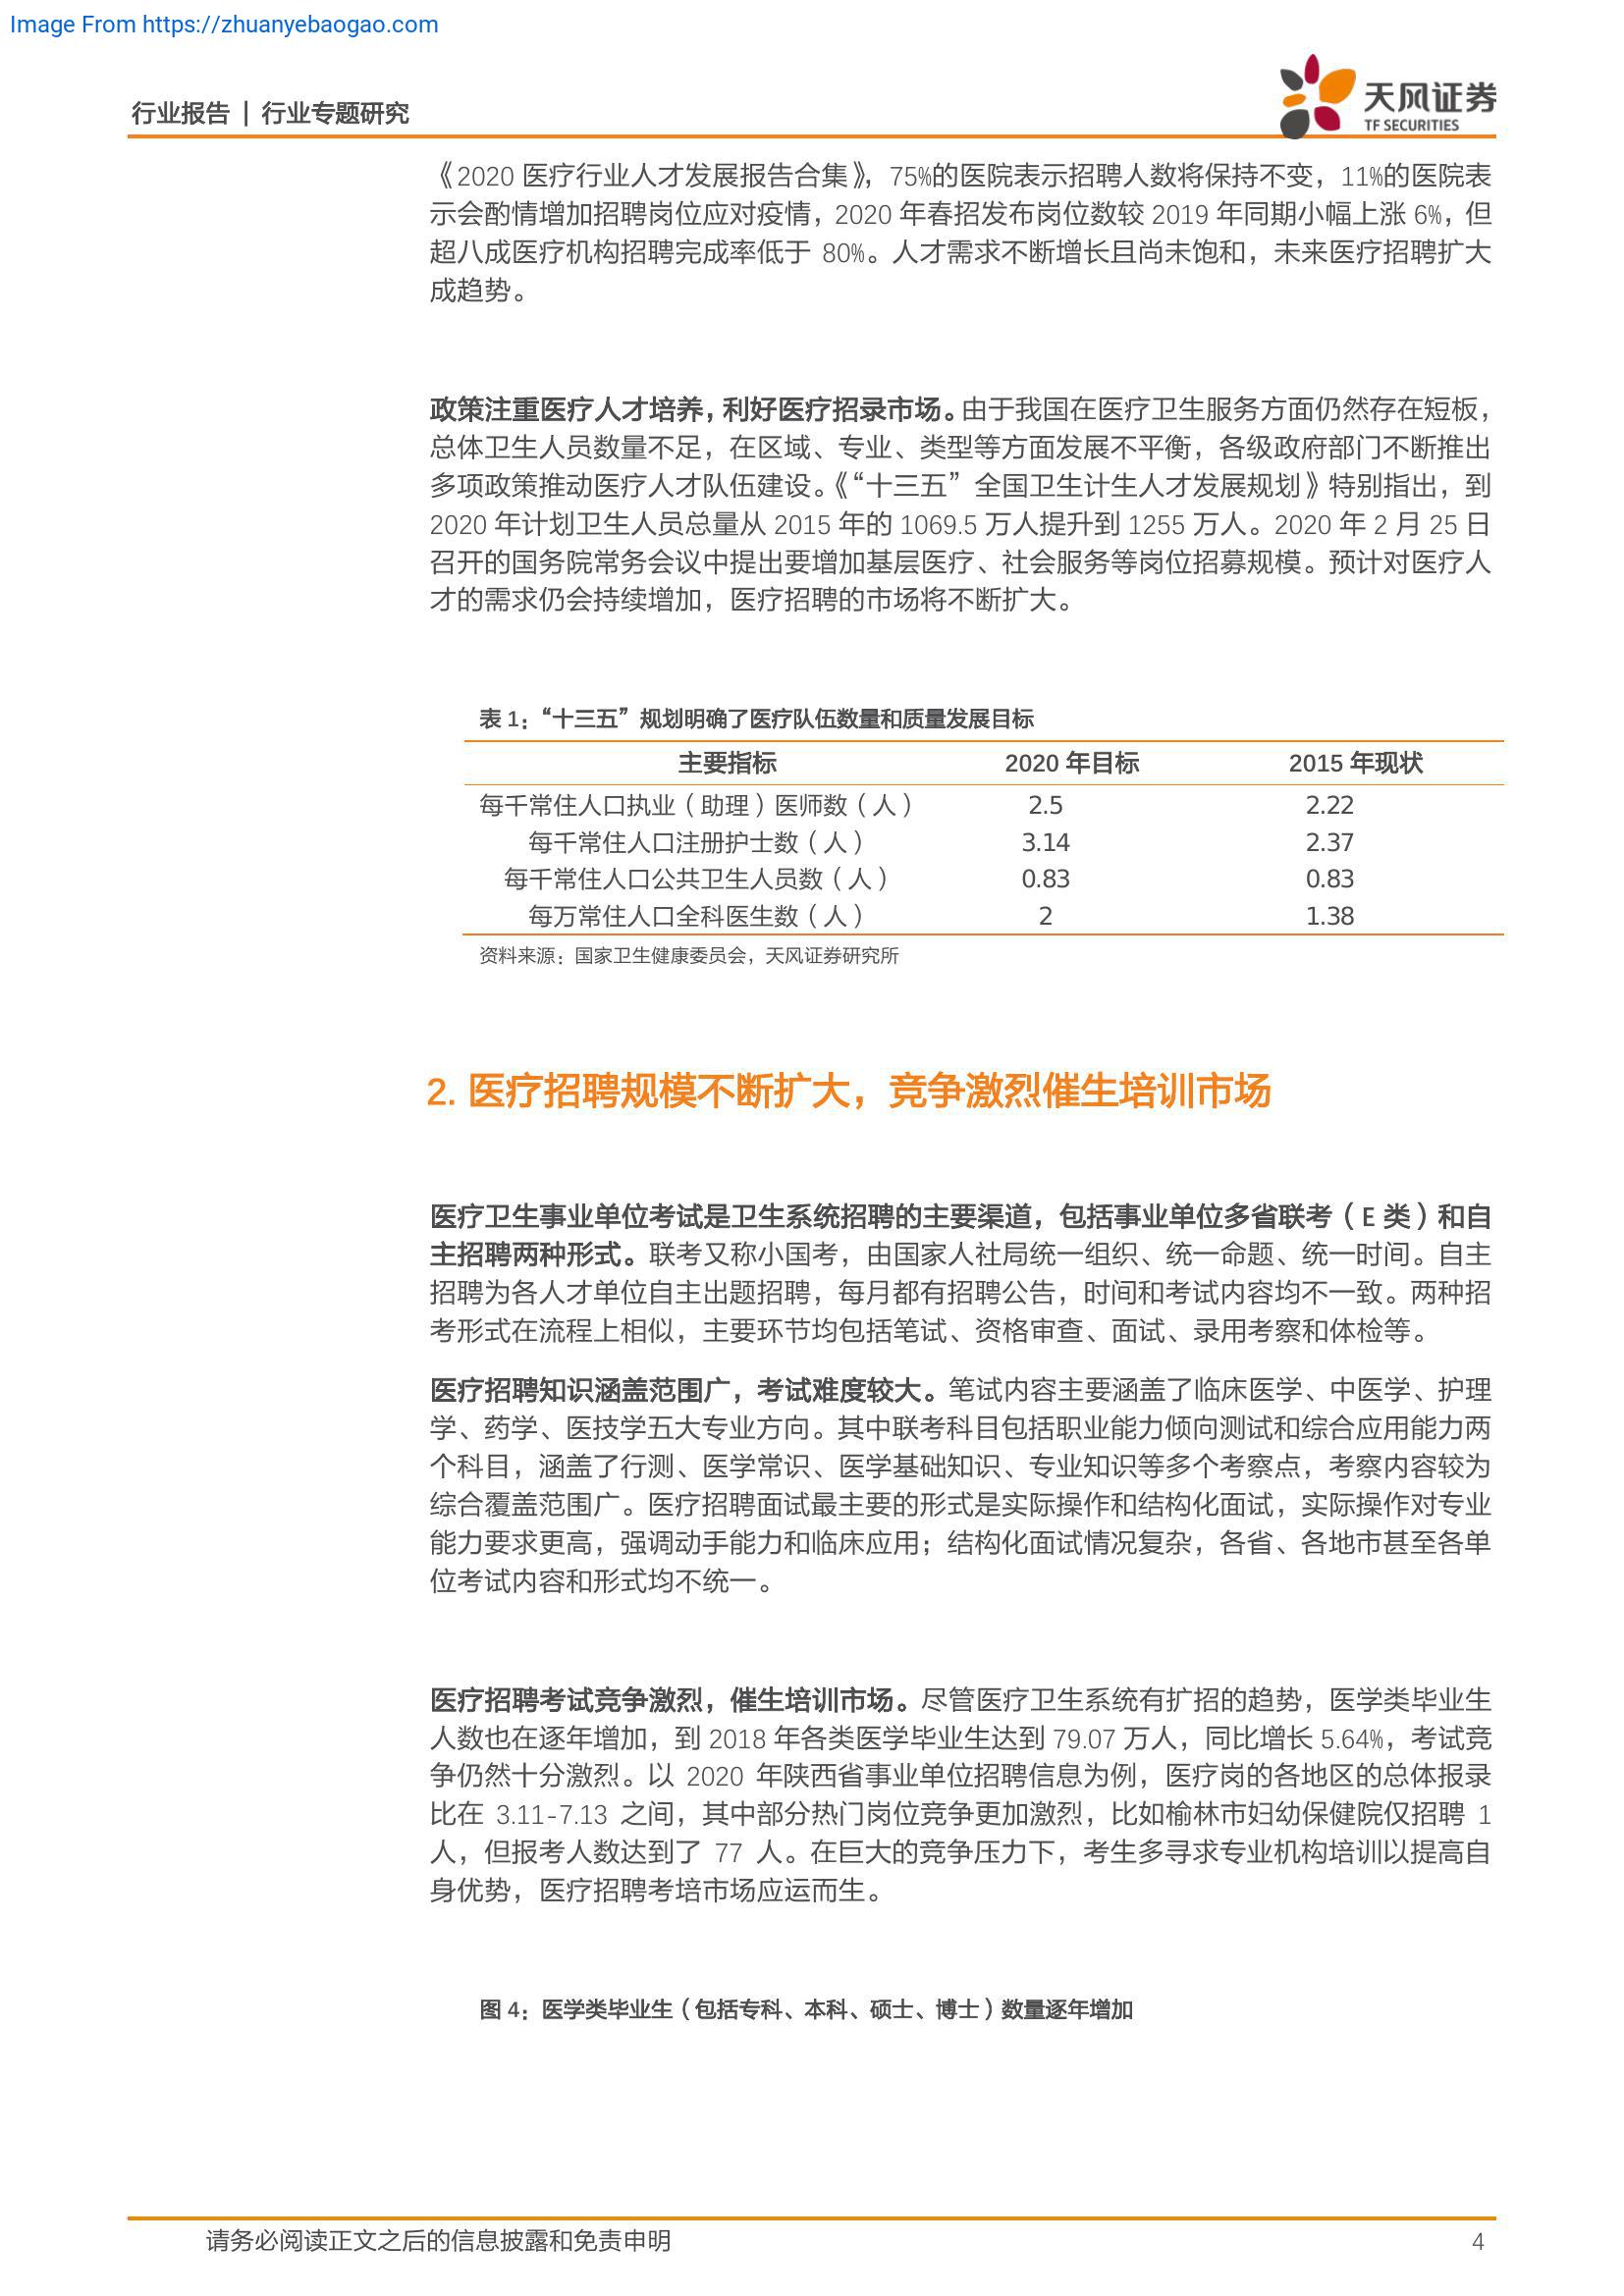 Image From https://zhuanyebaogao.com
行业报告 | 行业专题研究
天风证券
TF SECURITIES
《2020 医疗行业人才发展报告合集》，75%的医院表示招聘人数将保持不变，11%的医院表
示会酌情增加招聘岗位应对疫情，2020 年春招发布岗位数较 2019 年同期小幅上涨 6%，但
超八成医疗机构招聘完成率低于 80%。人才需求不断增长且尚未饱和，未来医疗招聘扩大
成趋势。
政策注重医疗人才培养，利好医疗招录市场。由于我国在医疗卫生服务方面仍然存在短板，
总体卫生人员数量不足，在区域、专业、类型等方面发展不平衡，各级政府部门不断推出
多项政策推动医疗人才队伍建设。《“十三五”全国卫生计生人才发展规划》特别指出，到
2020 年计划卫生人员总量从 2015 年的 1069.5 万人提升到 1255 万人。2020 年 2 月 25 日
召开的国务院常务会议中提出要增加基层医疗、社会服务等岗位招募规模。预计对医疗人
才的需求仍会持续增加，医疗招聘的市场将不断扩大。
表 1：“十三五”规划明确了医疗队伍数量和质量发展目标
主要指标 2020 年目标 2015 年现状
每千常住人口执业（助理）医师数（人） 2.5 2.22
每千常住人口注册护士数（人） 3.14 2.37
每千常住人口公共卫生人员数（人） 0.83 0.83
每万常住人口全科医生数（人） 2 1.38
资料来源：国家卫生健康委员会，天风证券研究所
2. 医疗招聘规模不断扩大，竞争激烈催生培训市场
医疗卫生事业单位考试是卫生系统招聘的主要渠道，包括事业单位多省联考（E 类）和自
主招聘两种形式。联考又称小国考，由国家人社局统一组织、统一命题、统一时间。自主
招聘为各人才单位自主出题招聘，每月都有招聘公告，时间和考试内容均不一致。两种招
考形式在流程上相似，主要环节均包括笔试、资格审查、面试、录用考察和体检等。
医疗招聘知识涵盖范围广，考试难度较大。笔试内容主要涵盖了临床医学、中医学、护理
学、药学、医技学五大专业方向。其中联考科目包括职业能力倾向测试和综合应用能力两
个科目，涵盖了行测、医学常识、医学基础知识、专业知识等多个考察点，考察内容较为
综合覆盖范围广。医疗招聘面试最主要的形式是实际操作和结构化面试，实际操作对专业
能力要求更高，强调动手能力和临床应用；结构化面试情况复杂，各省、各地市甚至各单
位考试内容和形式均不统一。
医疗招聘考试竞争激烈，催生培训市场。尽管医疗卫生系统有扩招的趋势，医学类毕业生
人数也在逐年增加，到 2018 年各类医学毕业生达到 79.07 万人，同比增长 5.64%，考试竞
争仍然十分激烈。以 2020 年陕西省事业单位招聘信息为例，医疗岗的各地区的总体报录
比在 3.11-7.13 之间，其中部分热门岗位竞争更加激烈，比如榆林市妇幼保健院仅招聘 1
人，但报考人数达到了 77 人。在巨大的竞争压力下，考生多寻求专业机构培训以提高自
身优势，医疗招聘考培市场应运而生。
图 4：医学类毕业生（包括专科、本科、硕士、博士）数量逐年增加
请务必阅读正文之后的信息披露和免责申明 4